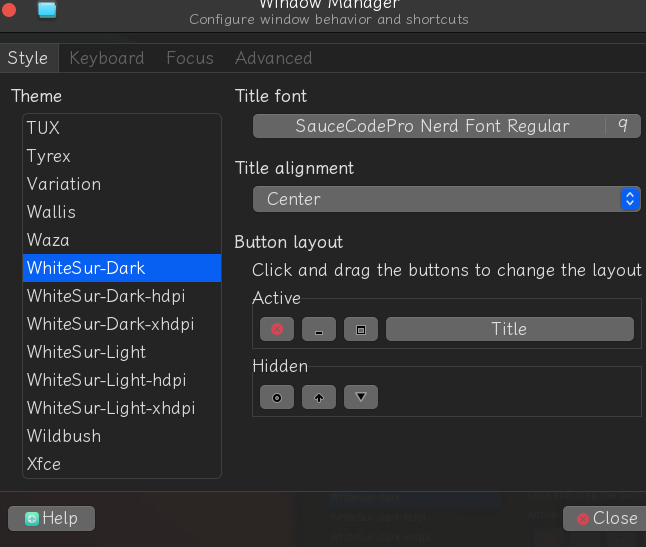 Window Manager
Configure window behavior and shortcuts
Style Keyboard Focus Advanced
Theme
TUX
Tyrex
Variation
Wallis
Waza
WhiteSur-Dark
WhiteSur-Dark-hdpi
WhiteSur-Dark-xhdpi
WhiteSur-Light
WhiteSur-Light-hdpi
WhiteSur-Light-xhdpi
Wildbush
Xfce
Title font
SauceCodePro Nerd Font Regular 9
Title alignment
Center
Button layout
Click and drag the buttons to change the layout
Active
Title
Hidden
Help
Close